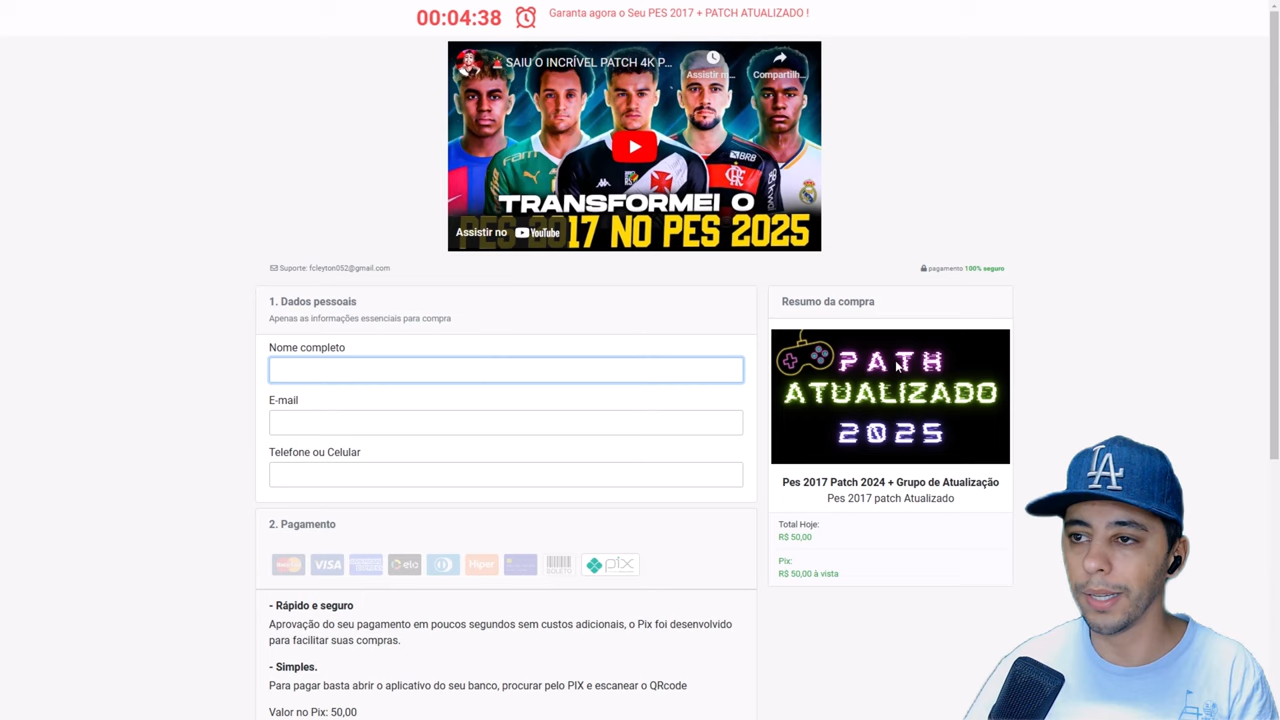 00:04:38
Garanta agora o Seu PES 2017 + PATCH ATUALIZADO !
SAIU O INCRÍVEL PATCH 4K P...
Assistir m...
Compartilh...
BRB
TRANSFORMEI O
PES 2017 NO PES 2025
Assistir no YouTube
Suporte: fcleyton052@gmail.com
pagamento 100% seguro
1. Dados pessoais
Apenas as informações essenciais para compra
Nome completo
E-mail
Telefone ou Celular
2. Pagamento
VISA
elo
Hiper
BOLETO
pix
- Rápido e seguro
Aprovação do seu pagamento em poucos segundos sem custos adicionais, o Pix foi desenvolvido
para facilitar suas compras.
- Simples.
Para pagar basta abrir o aplicativo do seu banco, procurar pelo PIX e escanear o QRcode
Valor no Pix: 50,00
Resumo da compra
PATH
ATUALIZADO
2025
Pes 2017 Patch 2024 + Grupo de Atualização
Pes 2017 patch Atualizado
Total Hoje:
R$ 50,00
Pix:
R$ 50,00 à vista
LA